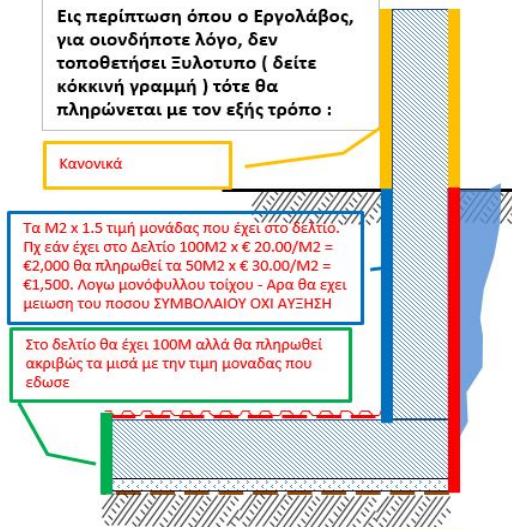 Εις περίπτωση όπου ο Εργολάβος,
για οιονδήποτε λόγο, δεν
τοποθετήσει Ξυλοτυπο ( δείτε
κόκκινή γραμμή ) τότε θα
πληρώνεται με τον εξής τρόπο :
Κανονικά
Τα Μ2 x 1.5 τιμή μονάδας που έχει στο δελτίο.
Πχ εάν έχει στο Δελτίο 100Μ2 x € 20.00/Μ2 =
€2,000 θα πληρωθεί τα 50Μ2 x € 30.00/Μ2 =
€1,500. Λογω μονόφυλλου τοίχου - Αρα θα εχει
μειωση του ποσου ΣΥΜΒΟΛΑΙΟΥ ΟΧΙ ΑΥΞΗΣΗ
Στο δελτίο θα έχει 100Μ αλλά θα πληρωθεί
ακριβώς τα μισά με την τιμη μοναδας που
εδωσε